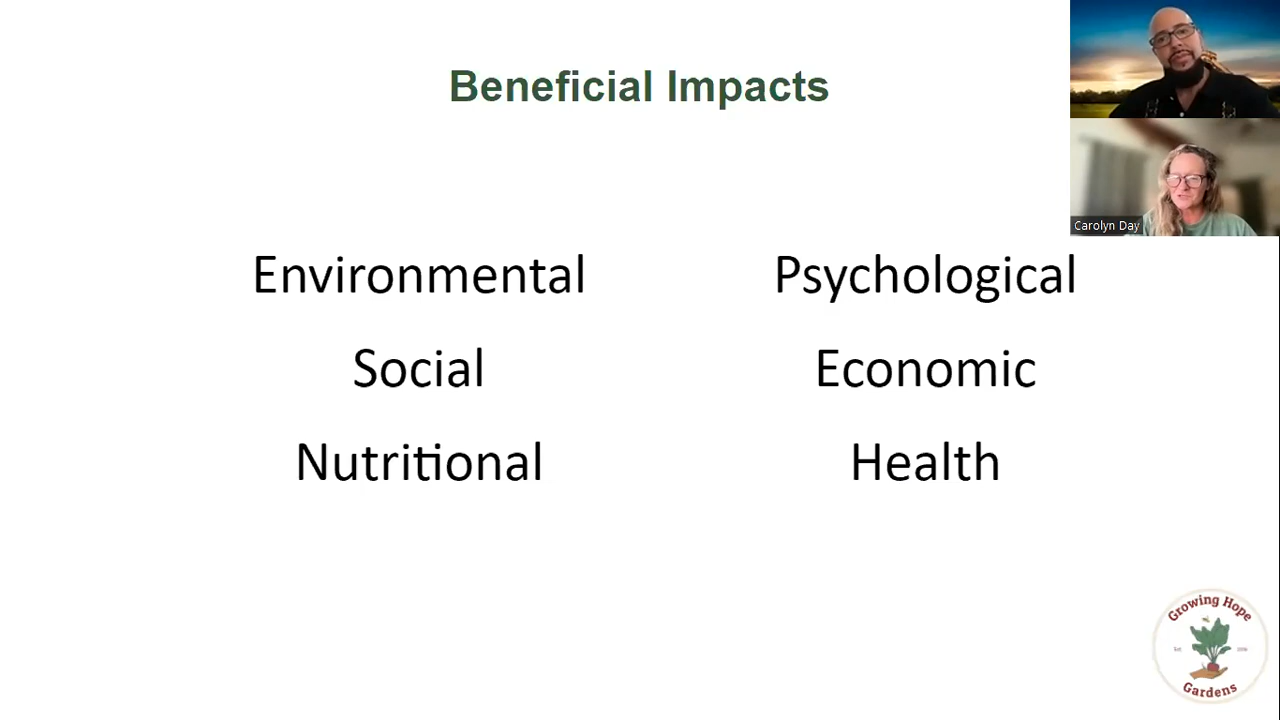 Beneficial Impacts
Carolyn Day
Environmental
Psychological
Social
Economic
Nutritional
Health
Growing Hope
Gardens